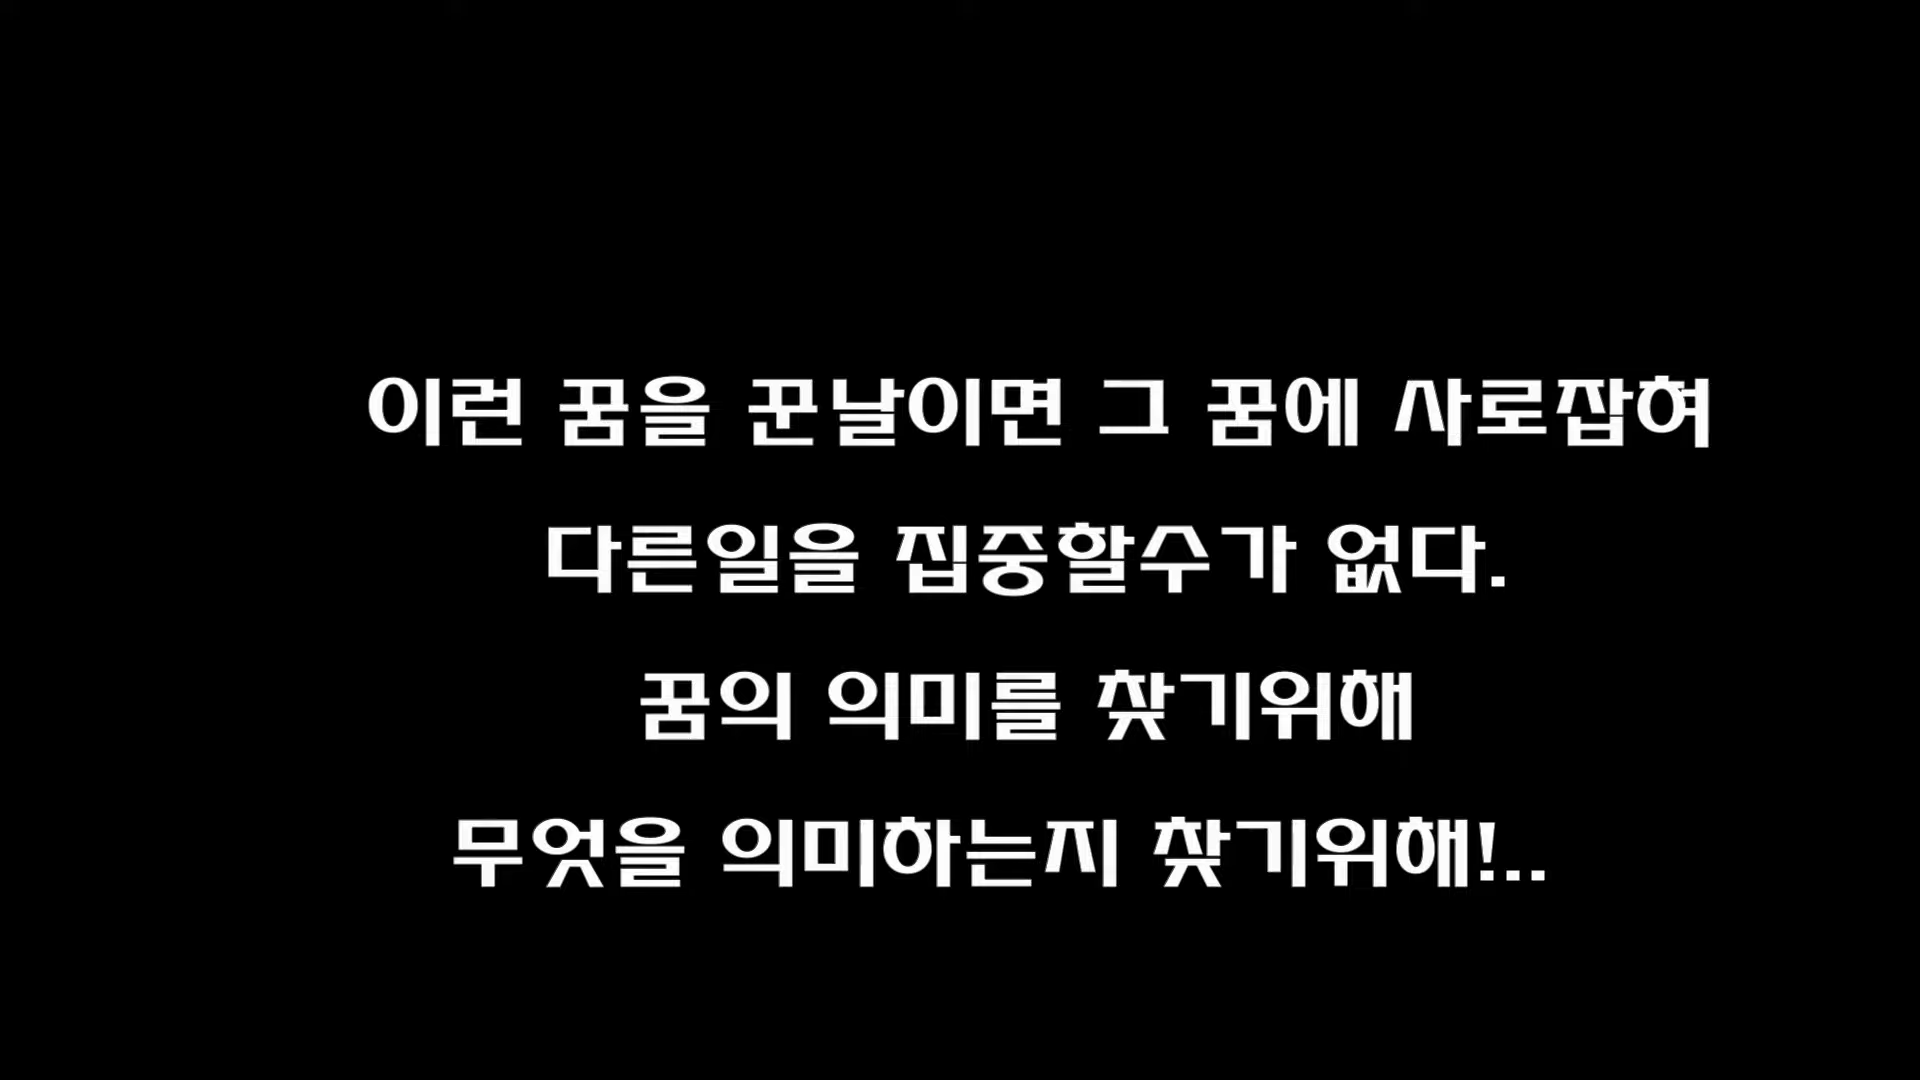 이런 꿈을 꾼날이면 그 꿈에 사로잡혀
다른일을 집중할수가 없다.
꿈의 의미를 찾기위해
무엇을 의미하는지 찾기위해!..